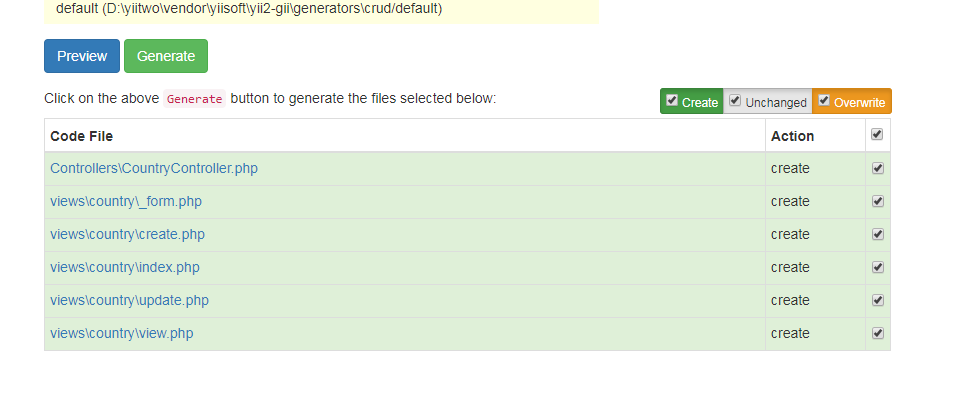 default (D:\yiitwo\vendor\yiisoft\yii2-gii\generators\crud/default)
Preview Generate
Click on the above Generate button to generate the files selected below: Create Unchanged Overwrite
Code File Action
Controllers\CountryController.php create
views\country\_form.php create
views\country\create.php create
views\country\index.php create
views\country\update.php create
views\country\view.php create